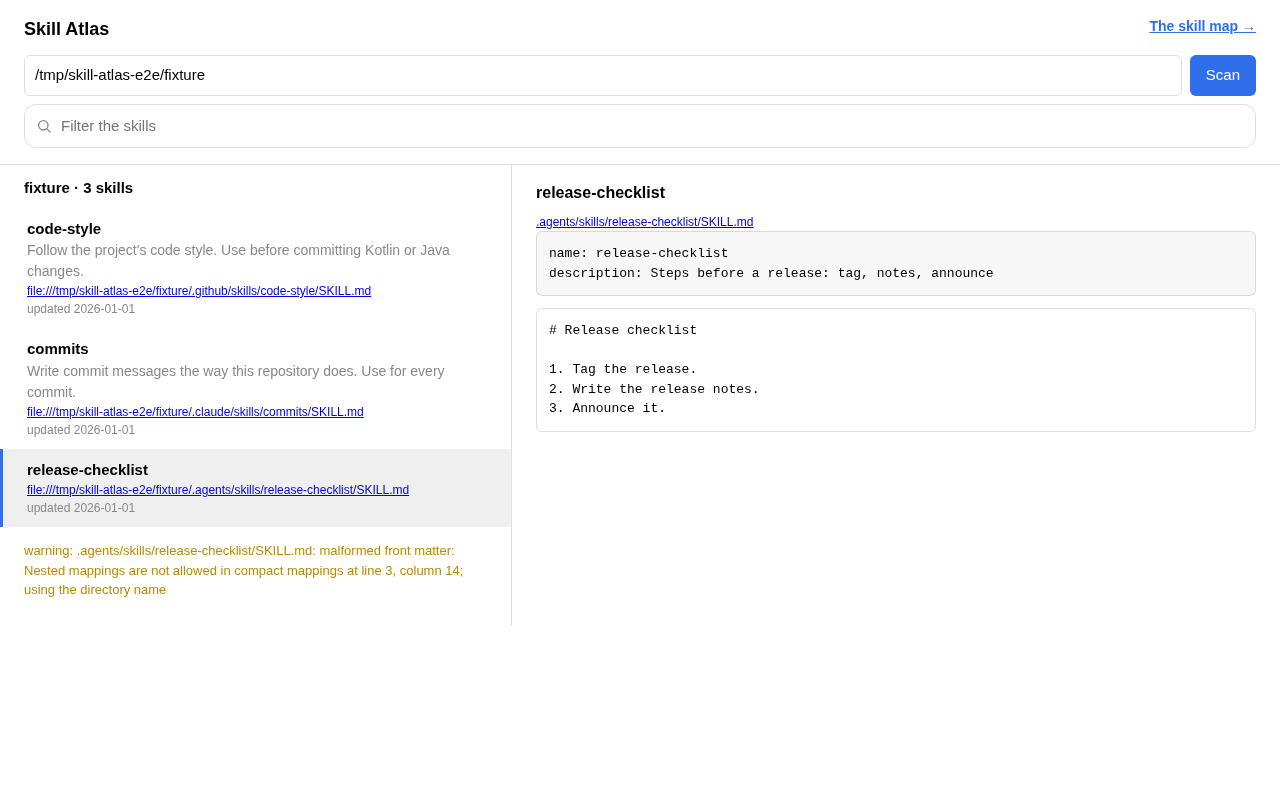 Skill Atlas
The skill map →
/tmp/skill-atlas-e2e/fixture
Scan
Filter the skills
fixture · 3 skills
code-style
Follow the project's code style. Use before committing Kotlin or Java
changes.
file:///tmp/skill-atlas-e2e/fixture/.github/skills/code-style/SKILL.md
updated 2026-01-01
commits
Write commit messages the way this repository does. Use for every
commit.
file:///tmp/skill-atlas-e2e/fixture/.claude/skills/commits/SKILL.md
updated 2026-01-01
release-checklist
file:///tmp/skill-atlas-e2e/fixture/.agents/skills/release-checklist/SKILL.md
updated 2026-01-01
warning: .agents/skills/release-checklist/SKILL.md: malformed front matter:
Nested mappings are not allowed in compact mappings at line 3, column 14;
using the directory name
release-checklist
.agents/skills/release-checklist/SKILL.md
name: release-checklist
description: Steps before a release: tag, notes, announce
# Release checklist
1. Tag the release.
2. Write the release notes.
3. Announce it.